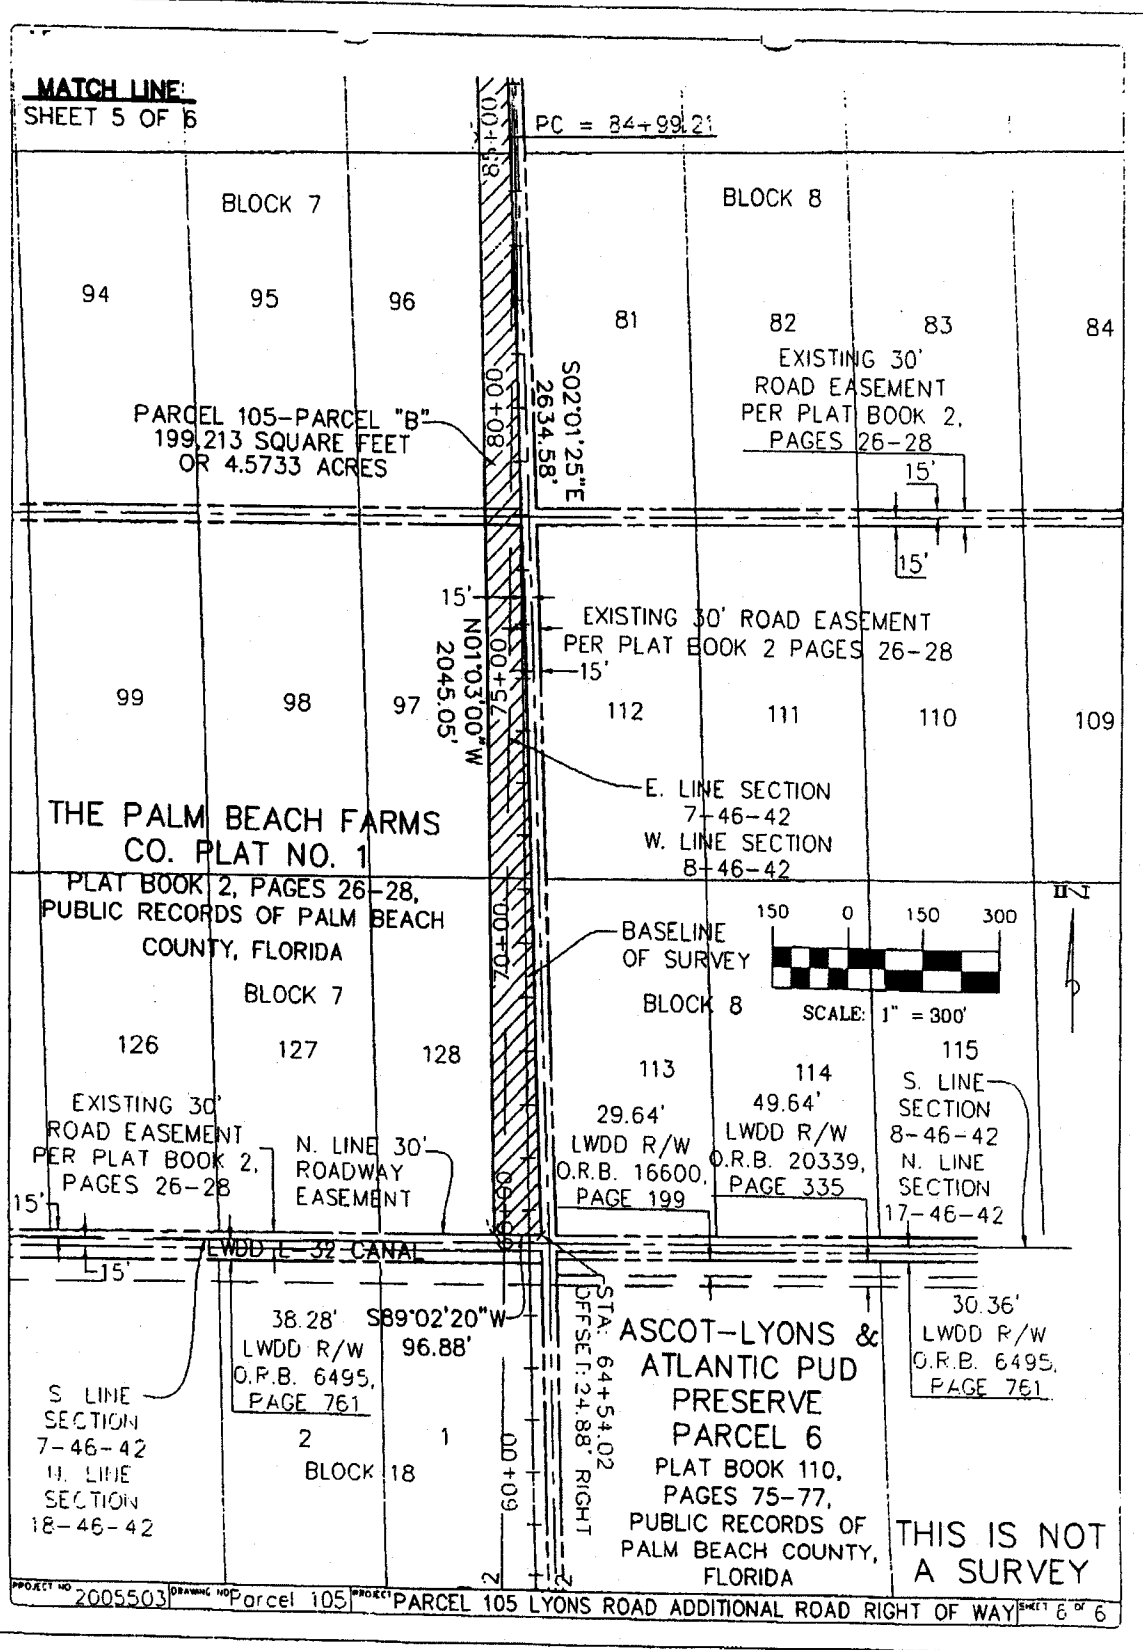 MATCH LINE
SHEET 5 OF 6
85+00
PC = 84+99.21
BLOCK 7
BLOCK 8
94
95
96
81
82
83
84
EXISTING 30'
ROAD EASEMENT
PER PLAT BOOK 2,
PAGES 26-28
15'
15'
PARCEL 105-PARCEL "B"
199,213 SQUARE FEET
OR 4.5733 ACRES
80+00
S02°01'25"E
2634.58'
15'
EXISTING 30' ROAD EASEMENT
PER PLAT BOOK 2 PAGES 26-28
15'
N01°03'00"W
2045.05'
75+00
99
98
97
112
111
110
109
E. LINE SECTION
7-46-42
W. LINE SECTION
8-46-42
THE PALM BEACH FARMS
CO. PLAT NO. 1
PLAT BOOK 2, PAGES 26-28,
PUBLIC RECORDS OF PALM BEACH
COUNTY, FLORIDA
BLOCK 7
70+00
BASELINE
OF SURVEY
BLOCK 8
150 0 150 300
SCALE: 1" = 300'
N
126
127
128
113
114
115
EXISTING 30'
ROAD EASEMENT
PER PLAT BOOK 2,
PAGES 26-28
N. LINE 30'
ROADWAY
EASEMENT
29.64'
LWDD R/W
O.R.B. 16600,
PAGE 199
49.64'
LWDD R/W
O.R.B. 20339,
PAGE 335
S. LINE
SECTION
8-46-42
N. LINE
SECTION
17-46-42
15'
15'
LWDD L-32 CANAL
65+00
38.28'
LWDD R/W
O.R.B. 6495,
PAGE 761
S89°02'20"W
96.88'
STA: 64+54.02
OFFSET: 24.88' RIGHT
ASCOT-LYONS &
ATLANTIC PUD
PRESERVE
PARCEL 6
PLAT BOOK 110,
PAGES 75-77,
PUBLIC RECORDS OF
PALM BEACH COUNTY,
FLORIDA
30.36'
LWDD R/W
O.R.B. 6495,
PAGE 761
S LINE
SECTION
7-46-42
N. LINE
SECTION
18-46-42
2
1
BLOCK 18
60+00
THIS IS NOT
A SURVEY
PROJECT NO 2005503 DRAWING NO Parcel 105 PROJECT: PARCEL 105 LYONS ROAD ADDITIONAL ROAD RIGHT OF WAY SHEET 6 OF 6